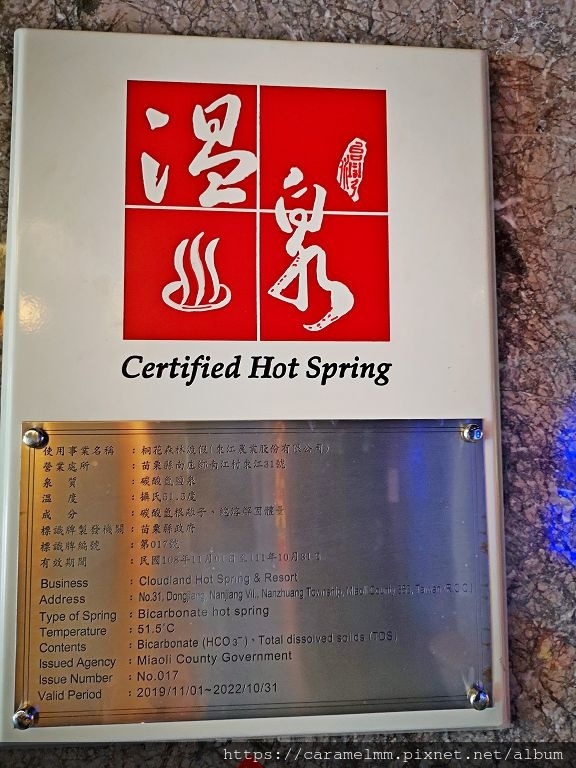 溫泉
台灣
Certified Hot Spring
使用事業名稱 : 桐花森林渡假(東江農業股份有限公司)
營業處所 : 苗栗縣南庄鄉南江村東江31號
泉 質 : 碳酸氫鹽泉
溫 度 : 攝氏51.5度
成 分 : 碳酸氫根離子、總溶解固體量
標識牌製發機關 : 苗栗縣政府
標識牌編號 : 第017號
有效期間 : 民國108年11月01日至111年10月31日
Business : Cloudland Hot Spring & Resort
Address : No.31, Dongjiang, Nanjiang Vil., Nanzhuang Township, Miaoli County 353, Taiwan (R.O.C.)
Type of Spring : Bicarbonate hot spring
Temperature : 51.5°C
Contents : Bicarbonate (HCO3⁻)、Total dissolved solids (TDS)
Issued Agency : Miaoli County Government
Issue Number : No.017
Valid Period : 2019/11/01~2022/10/31
https://caramelmm.pixnet.net/album